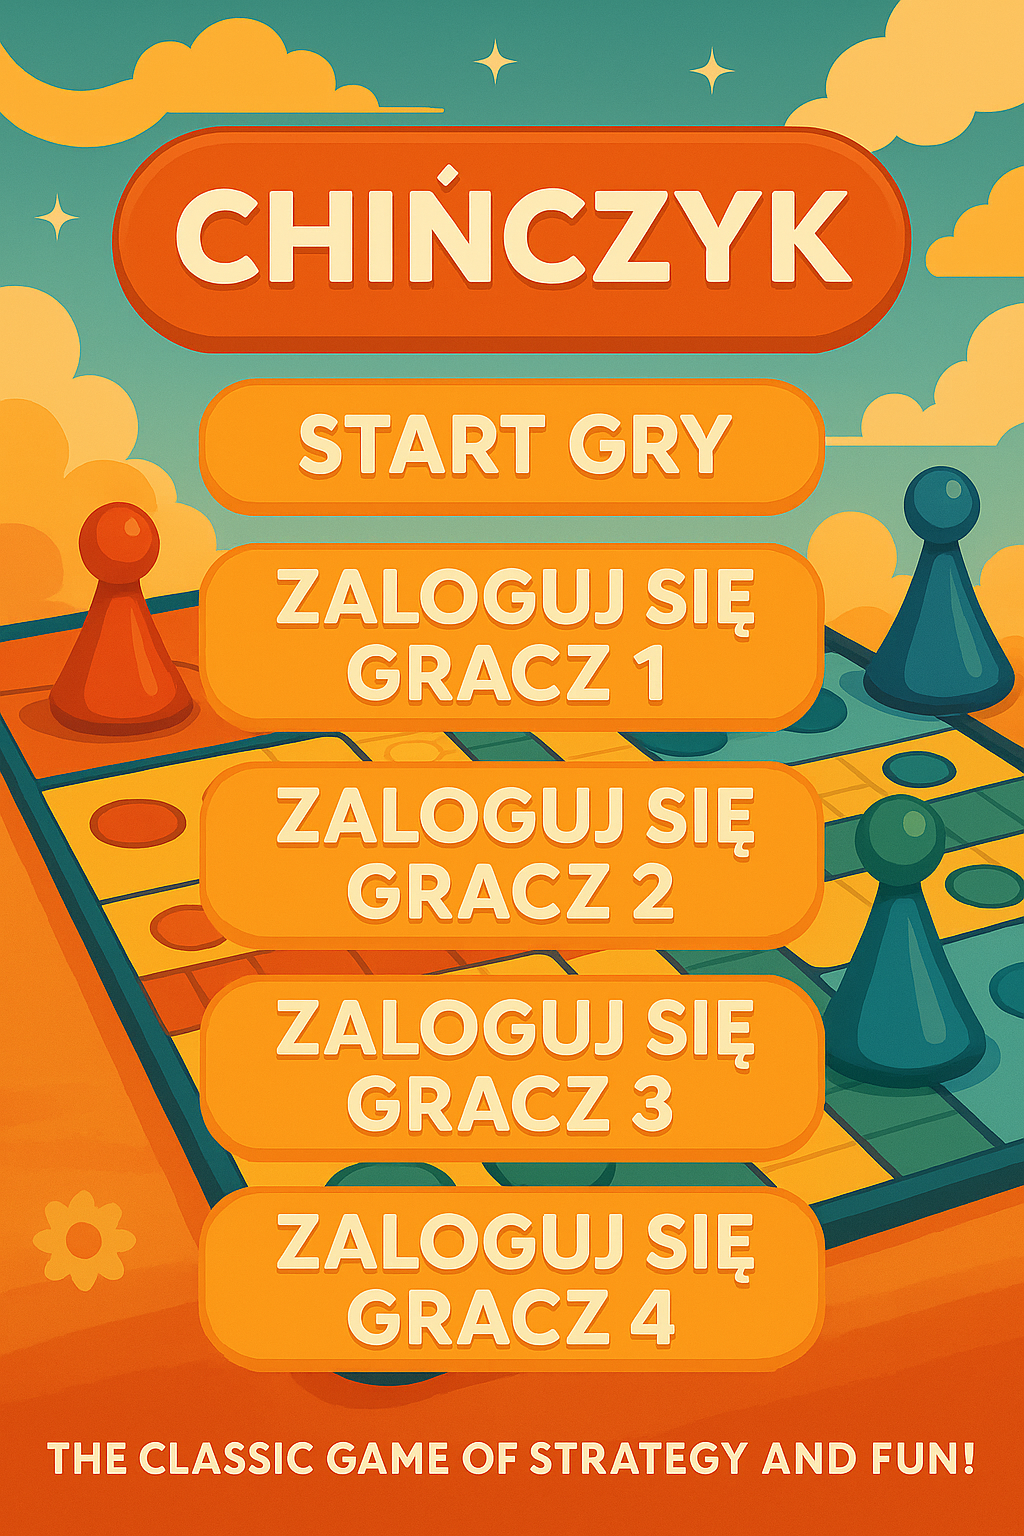 CHIŃCZYK
START GRY
ZALOGUJ SIĘ
GRACZ 1
ZALOGUJ SIĘ
GRACZ 2
ZALOGUJ SIĘ
GRACZ 3
ZALOGUJ SIĘ
GRACZ 4
THE CLASSIC GAME OF STRATEGY AND FUN!